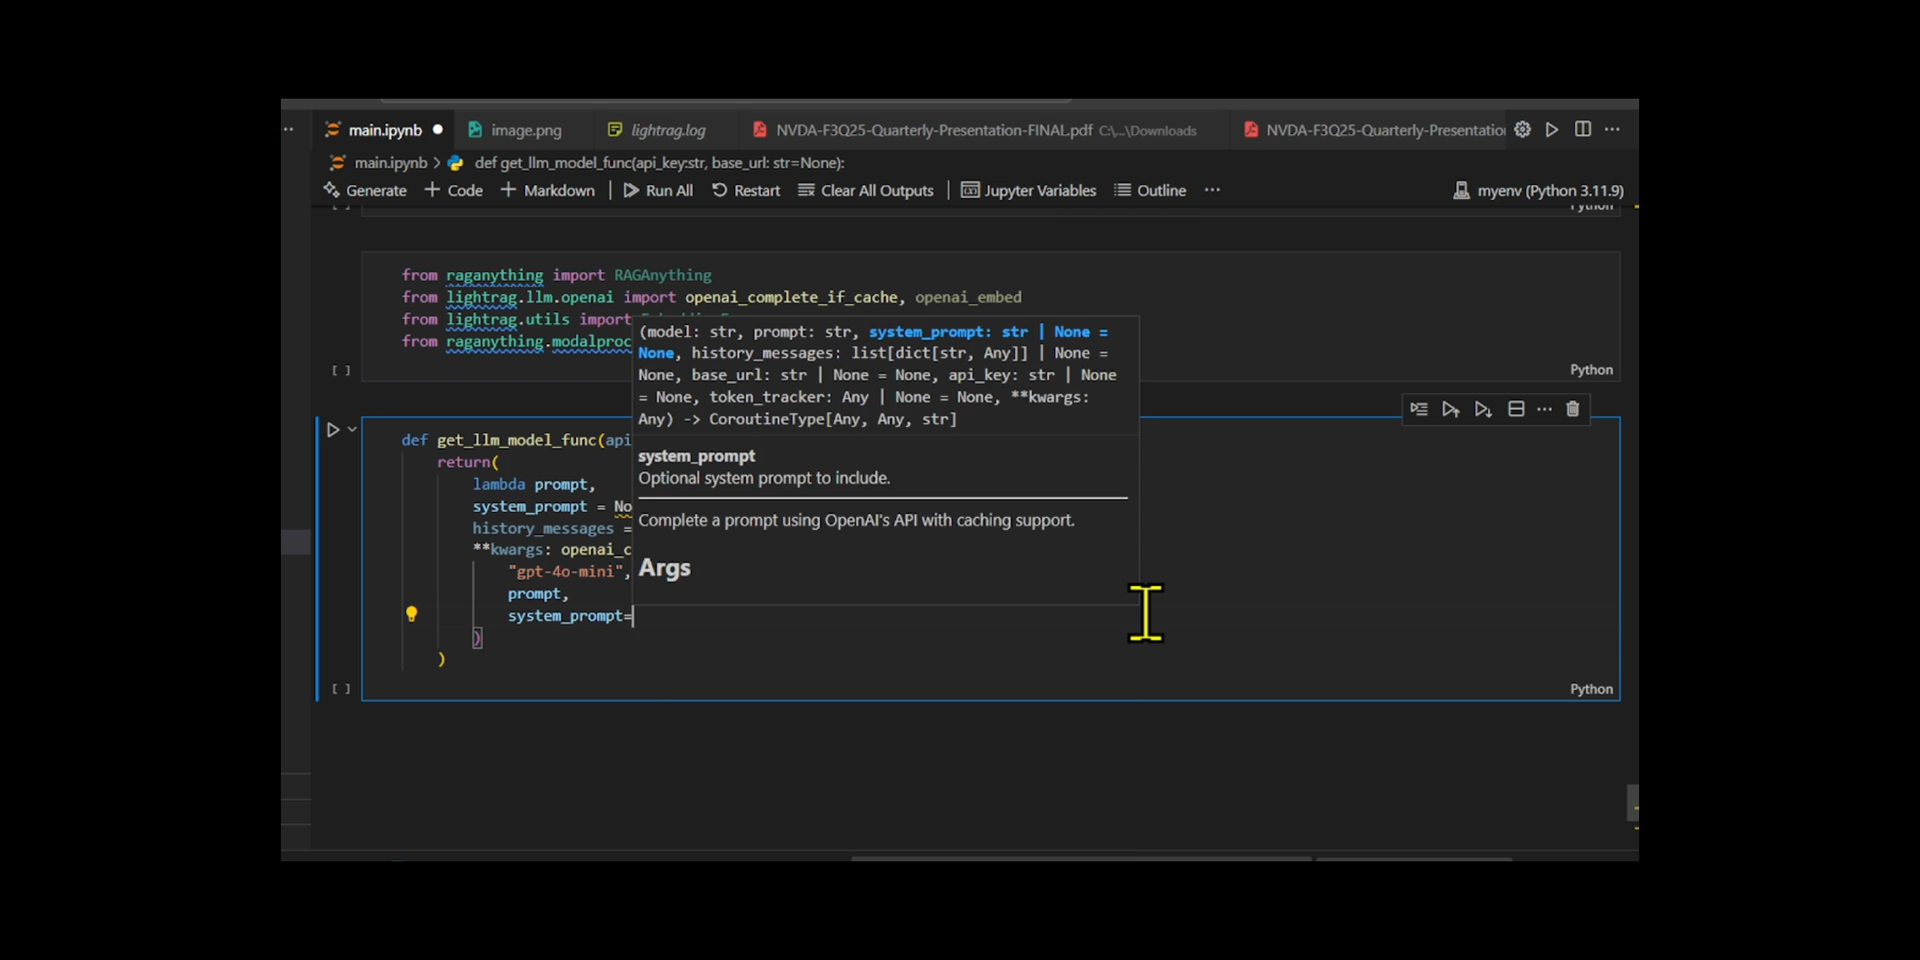 main.ipynb
image.png
lightrag.log
NVDA-F3Q25-Quarterly-Presentation-FINAL.pdf C:\...\Downloads
NVDA-F3Q25-Quarterly-Presentatio
main.ipynb > def get_llm_model_func(api_key:str, base_url: str=None):
Generate + Code + Markdown | Run All Restart Clear All Outputs | Jupyter Variables Outline ...
myenv (Python 3.11.9)
Python
from raganything import RAGAnything
from lightrag.llm.openai import openai_complete_if_cache, openai_embed
from lightrag.utils import
from raganything.modalproc
[ ]
Python
(model: str, prompt: str, system_prompt: str | None =
None, history_messages: list[dict[str, Any]] | None =
None, base_url: str | None = None, api_key: str | None
= None, token_tracker: Any | None = None, **kwargs:
Any) -> CoroutineType[Any, Any, str]
system_prompt
Optional system prompt to include.
Complete a prompt using OpenAI's API with caching support.
Args
def get_llm_model_func(api
return(
lambda prompt,
system_prompt = No
history_messages =
**kwargs: openai_c
"gpt-4o-mini",
prompt,
system_prompt=
)
)
[ ]
Python